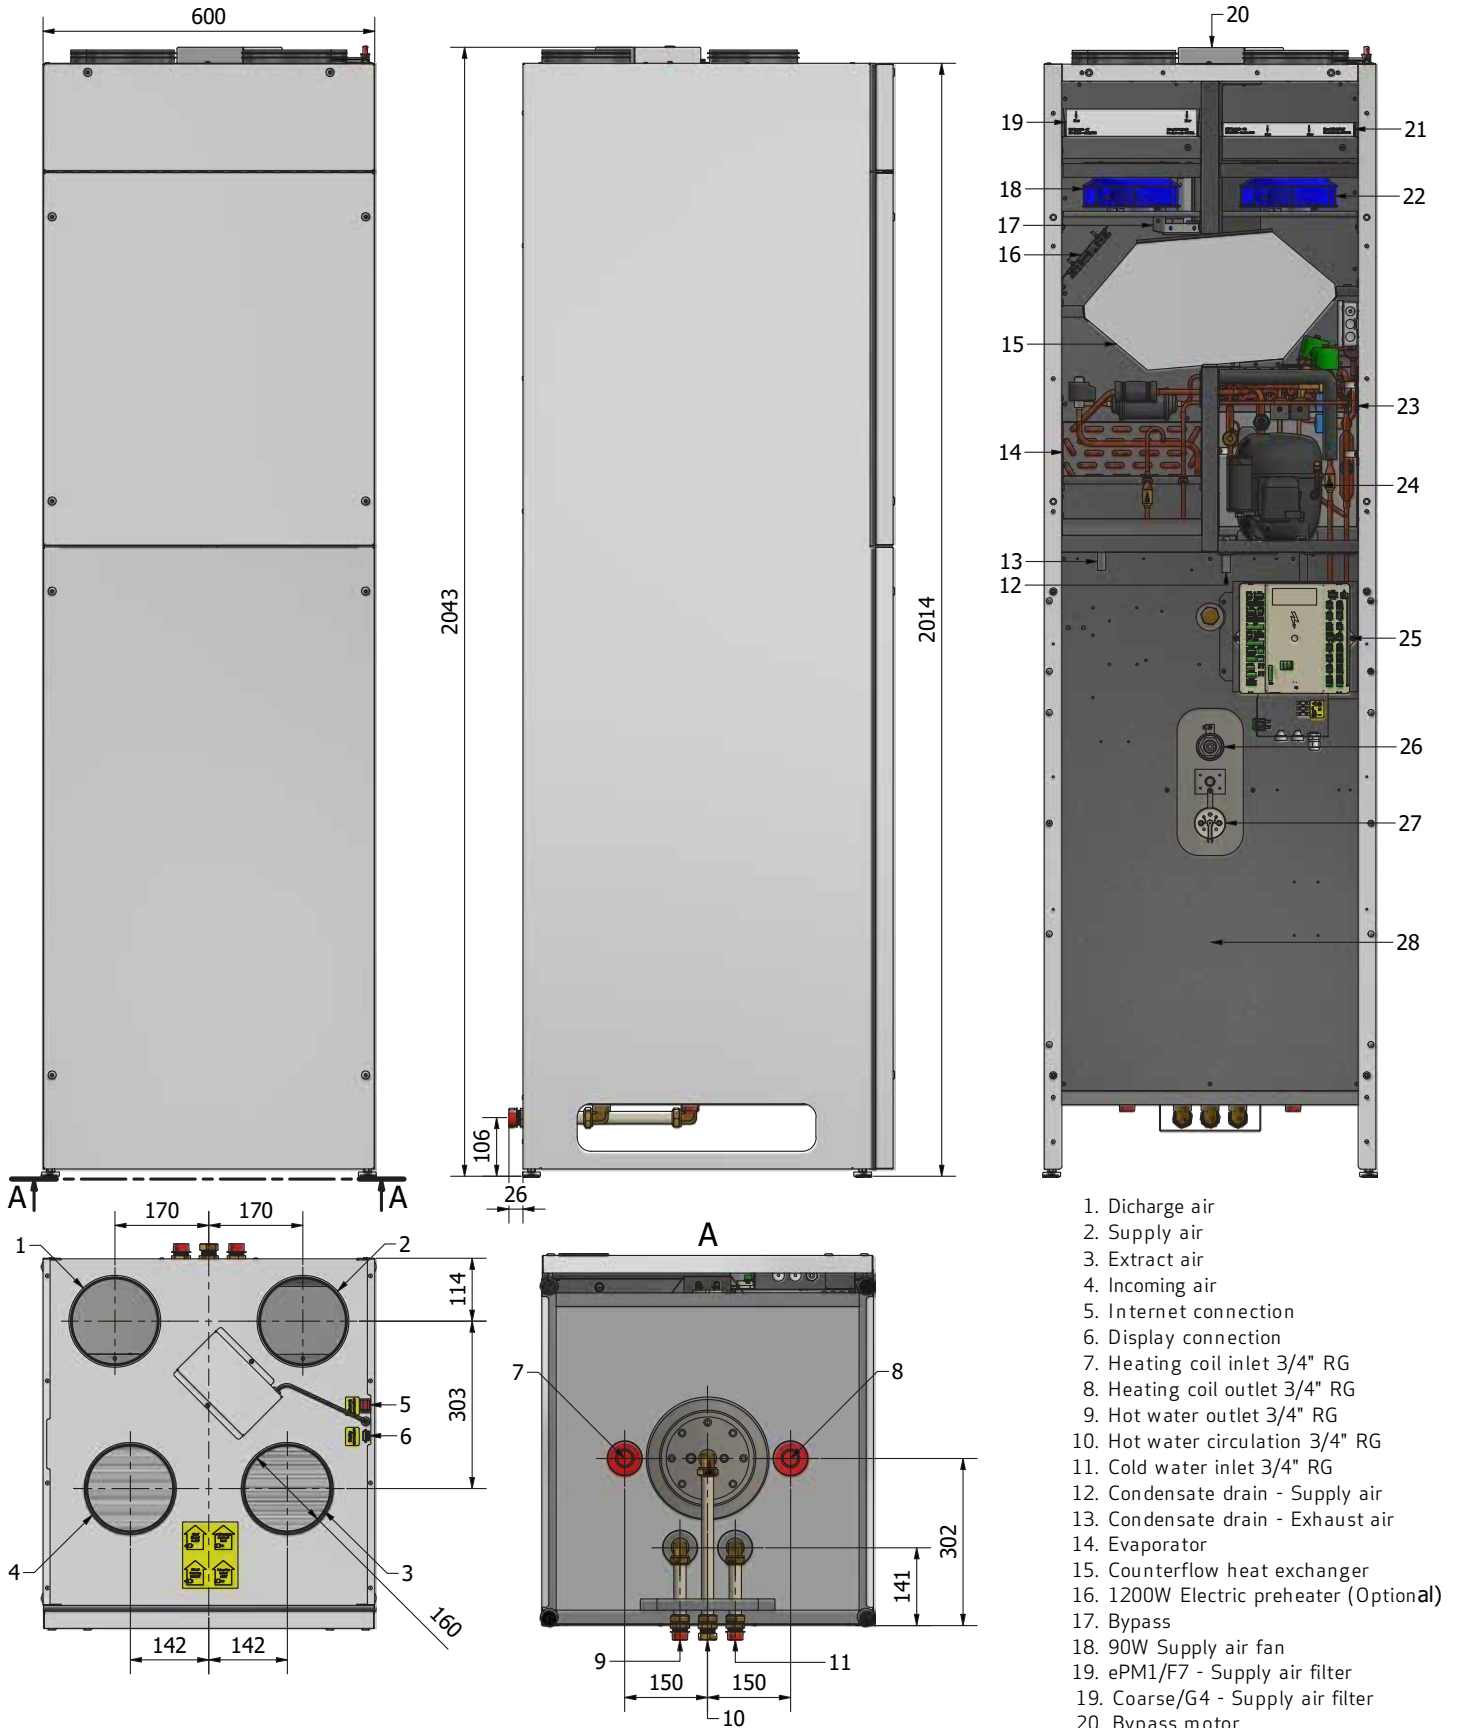 600
20
19
21
18
22
17
16
15
23
14
24
13
12
2043
2014
25
26
27
28
106
26
A
A
170
170
1
2
114
303
5
6
4
3
160
142
142
A
7
8
302
141
9
11
150
150
10
1. Dicharge air
2. Supply air
3. Extract air
4. Incoming air
5. Internet connection
6. Display connection
7. Heating coil inlet 3/4" RG
8. Heating coil outlet 3/4" RG
9. Hot water outlet 3/4" RG
10. Hot water circulation 3/4" RG
11. Cold water inlet 3/4" RG
12. Condensate drain - Supply air
13. Condensate drain - Exhaust air
14. Evaporator
15. Counterflow heat exchanger
16. 1200W Electric preheater (Optional)
17. Bypass
18. 90W Supply air fan
19. ePM1/F7 - Supply air filter
19. Coarse/G4 - Supply air filter
20. Bypass motor